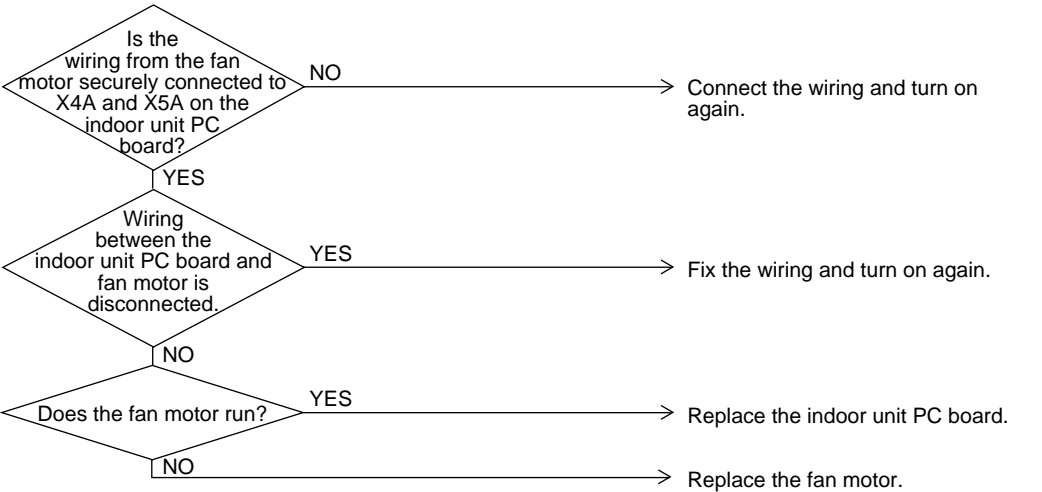 Is the
wiring from the fan
motor securely connected to
X4A and X5A on the
indoor unit PC
board?
NO
Connect the wiring and turn on
again.
YES
Wiring
between the
indoor unit PC board and
fan motor is
disconnected.
YES
Fix the wiring and turn on again.
NO
Does the fan motor run?
YES
Replace the indoor unit PC board.
NO
Replace the fan motor.